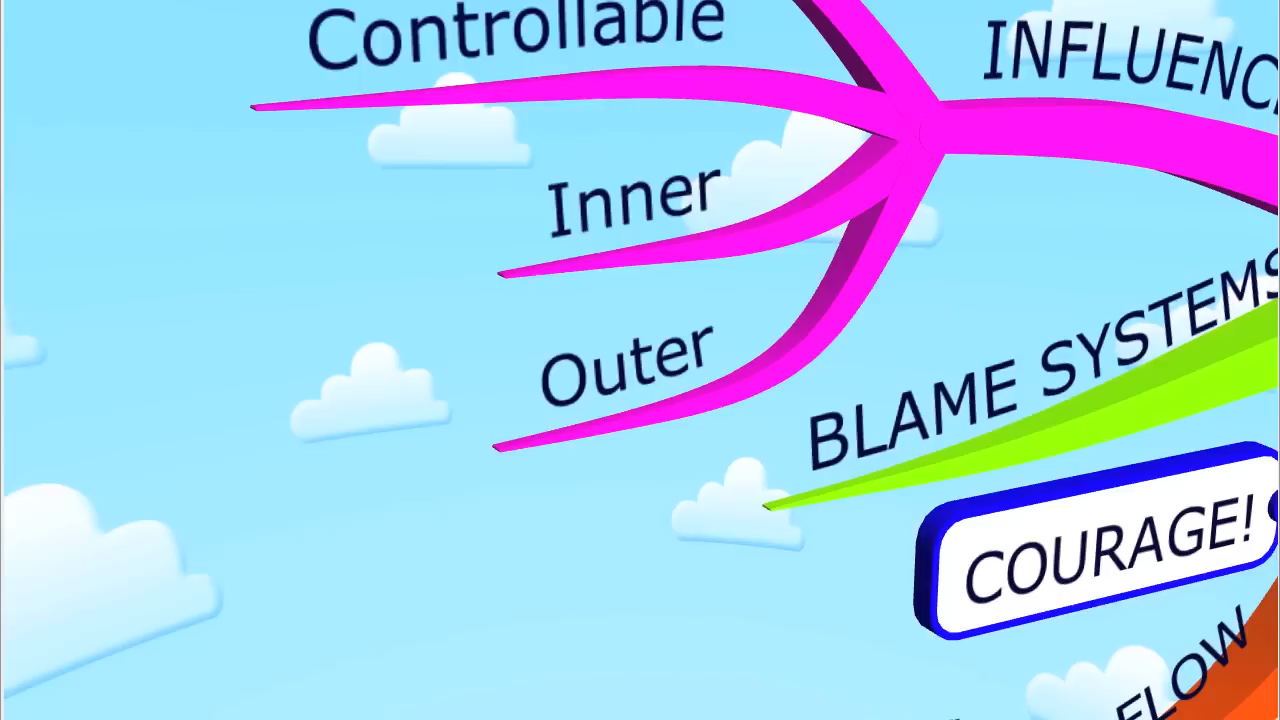 Controllable
INFLUENC
Inner
Outer
BLAME SYSTEMS
COURAGE!
FLOW